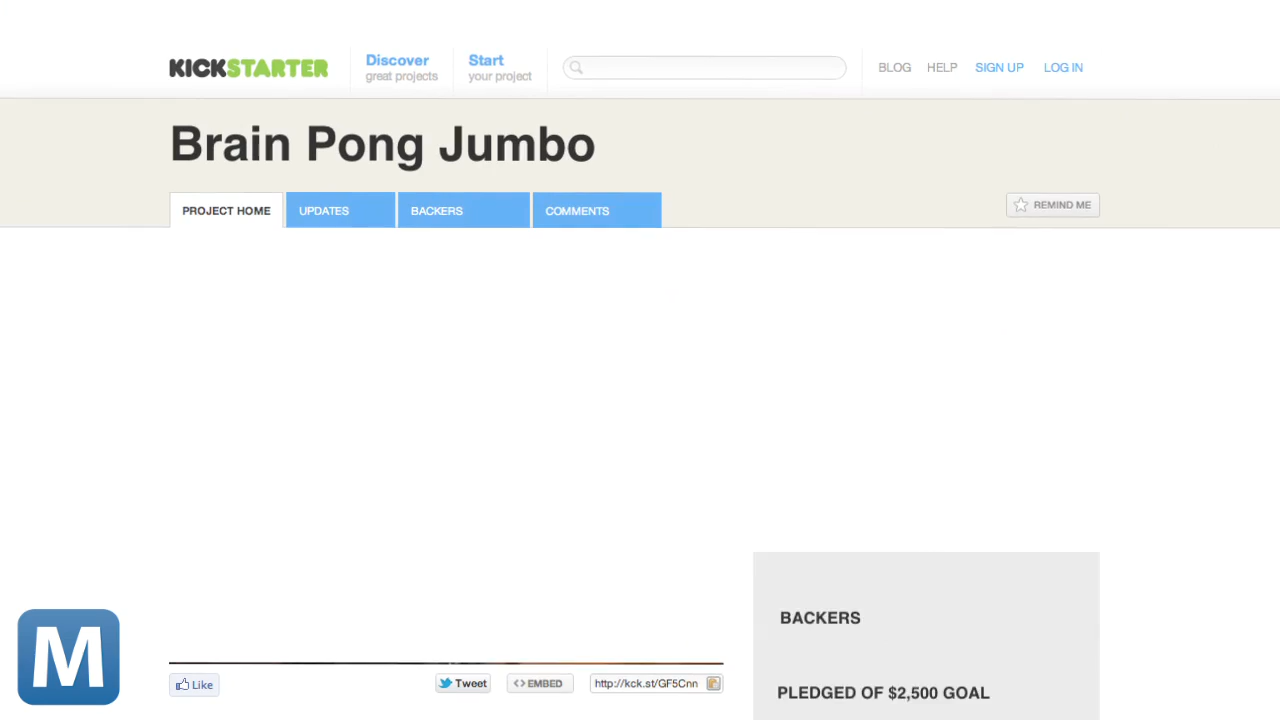 KICKSTARTER
Discover
great projects
Start
your project
BLOG HELP SIGN UP LOG IN
Brain Pong Jumbo
PROJECT HOME UPDATES BACKERS COMMENTS
REMIND ME
BACKERS
M
Like
Tweet
<> EMBED
http://kck.st/GF5Cnn
PLEDGED OF $2,500 GOAL